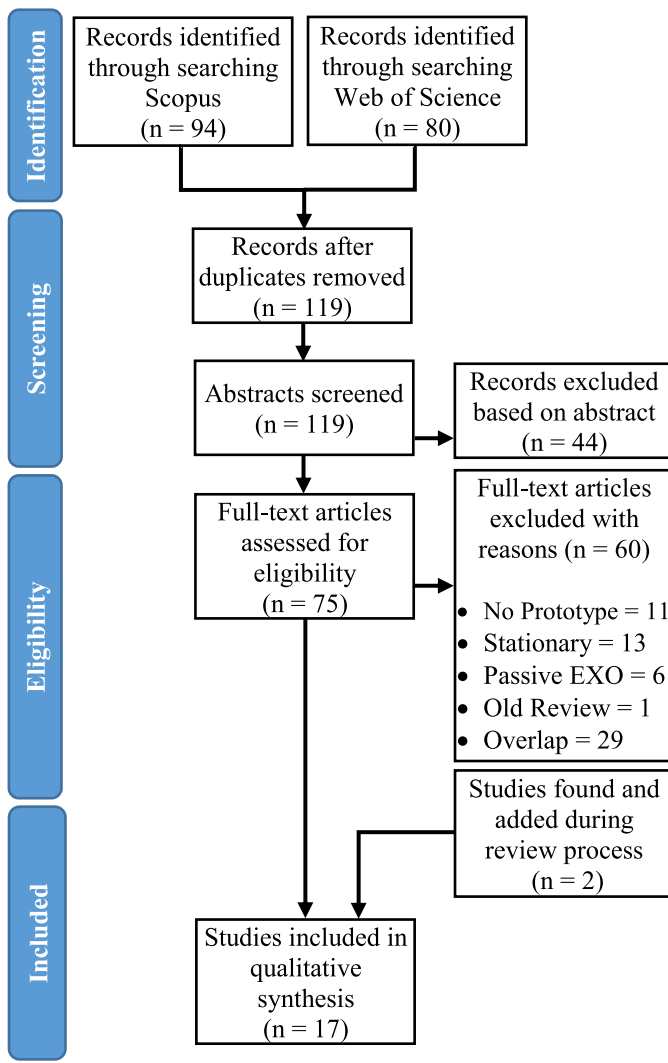 Identification
Records identified
through searching
Scopus
(n = 94)
Records identified
through searching
Web of Science
(n = 80)
Screening
Records after
duplicates removed
(n = 119)
Abstracts screened
(n = 119)
Records excluded
based on abstract
(n = 44)
Eligibility
Full-text articles
assessed for
eligibility
(n = 75)
Full-text articles
excluded with
reasons (n = 60)
• No Prototype = 11
• Stationary = 13
• Passive EXO = 6
• Old Review = 1
• Overlap = 29
Included
Studies found and
added during
review process
(n = 2)
Studies included in
qualitative
synthesis
(n = 17)